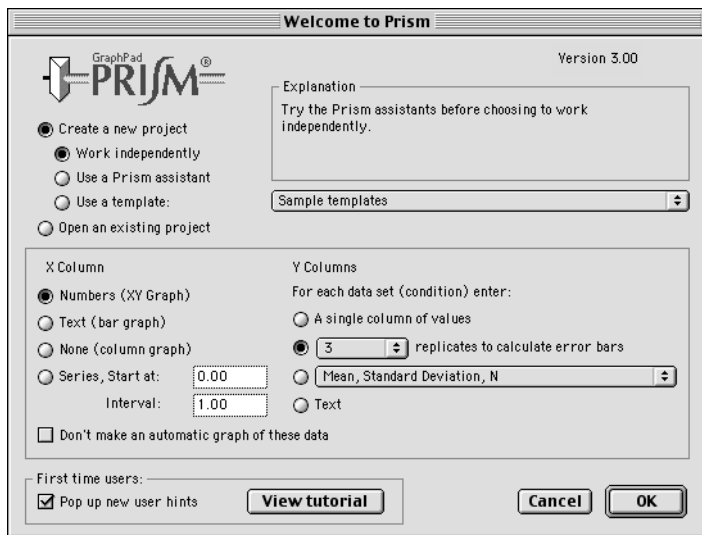 Welcome to Prism
GraphPad
PRISM®
Version 3.00
Explanation
Try the Prism assistants before choosing to work
independently.
Create a new project
Work independently
Use a Prism assistant
Use a template:
Sample templates
Open an existing project
X Column
Numbers (XY Graph)
Text (bar graph)
None (column graph)
Series, Start at: 0.00
Interval: 1.00
Y Columns
For each data set (condition) enter:
A single column of values
3 replicates to calculate error bars
Mean, Standard Deviation, N
Text
Don't make an automatic graph of these data
First time users:
Pop up new user hints
View tutorial
Cancel
OK